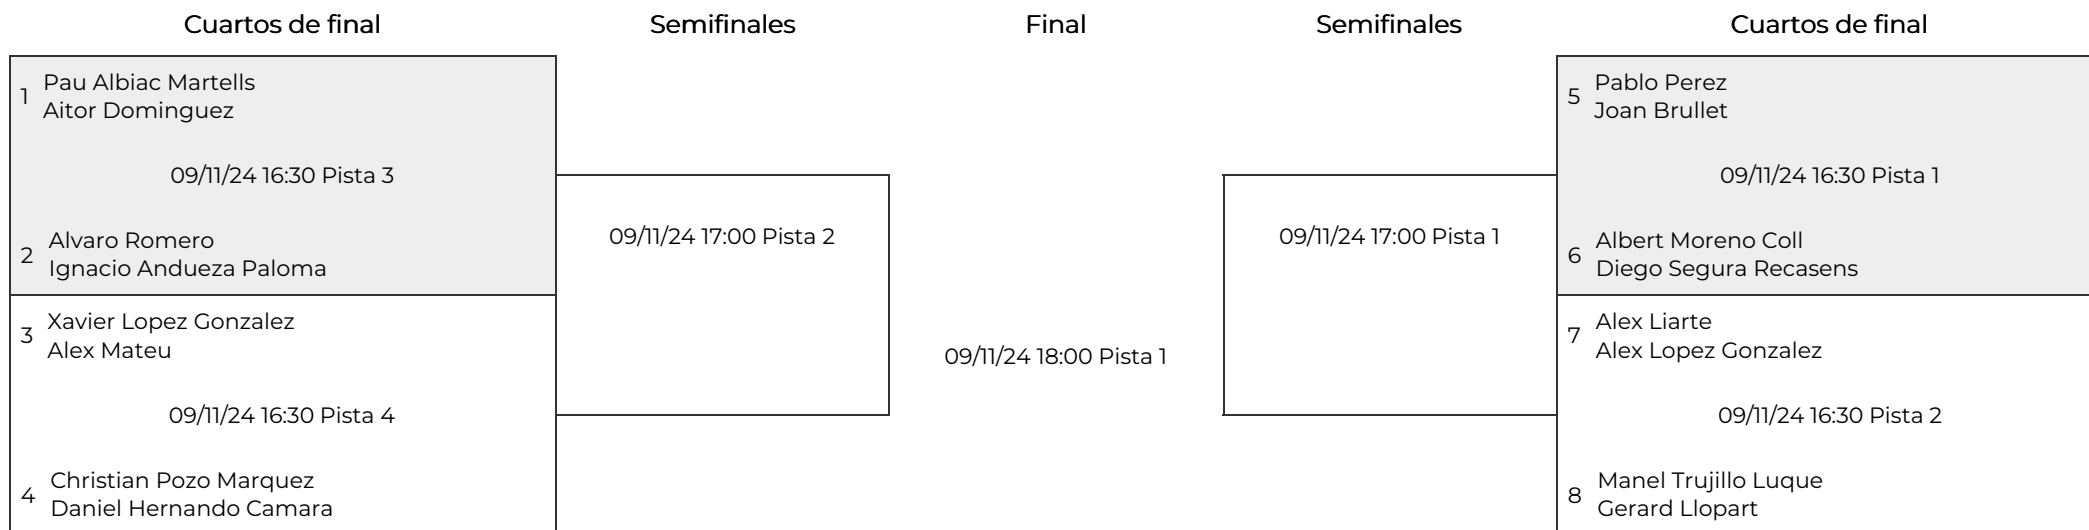 Cuartos de final
Semifinales
Final
Semifinales
Cuartos de final
1
Pau Albiac Martells
Aitor Dominguez
09/11/24 16:30 Pista 3
2
Alvaro Romero
Ignacio Andueza Paloma
3
Xavier Lopez Gonzalez
Alex Mateu
09/11/24 16:30 Pista 4
4
Christian Pozo Marquez
Daniel Hernando Camara
09/11/24 17:00 Pista 2
09/11/24 18:00 Pista 1
09/11/24 17:00 Pista 1
5
Pablo Perez
Joan Brullet
09/11/24 16:30 Pista 1
6
Albert Moreno Coll
Diego Segura Recasens
7
Alex Liarte
Alex Lopez Gonzalez
09/11/24 16:30 Pista 2
8
Manel Trujillo Luque
Gerard Llopart